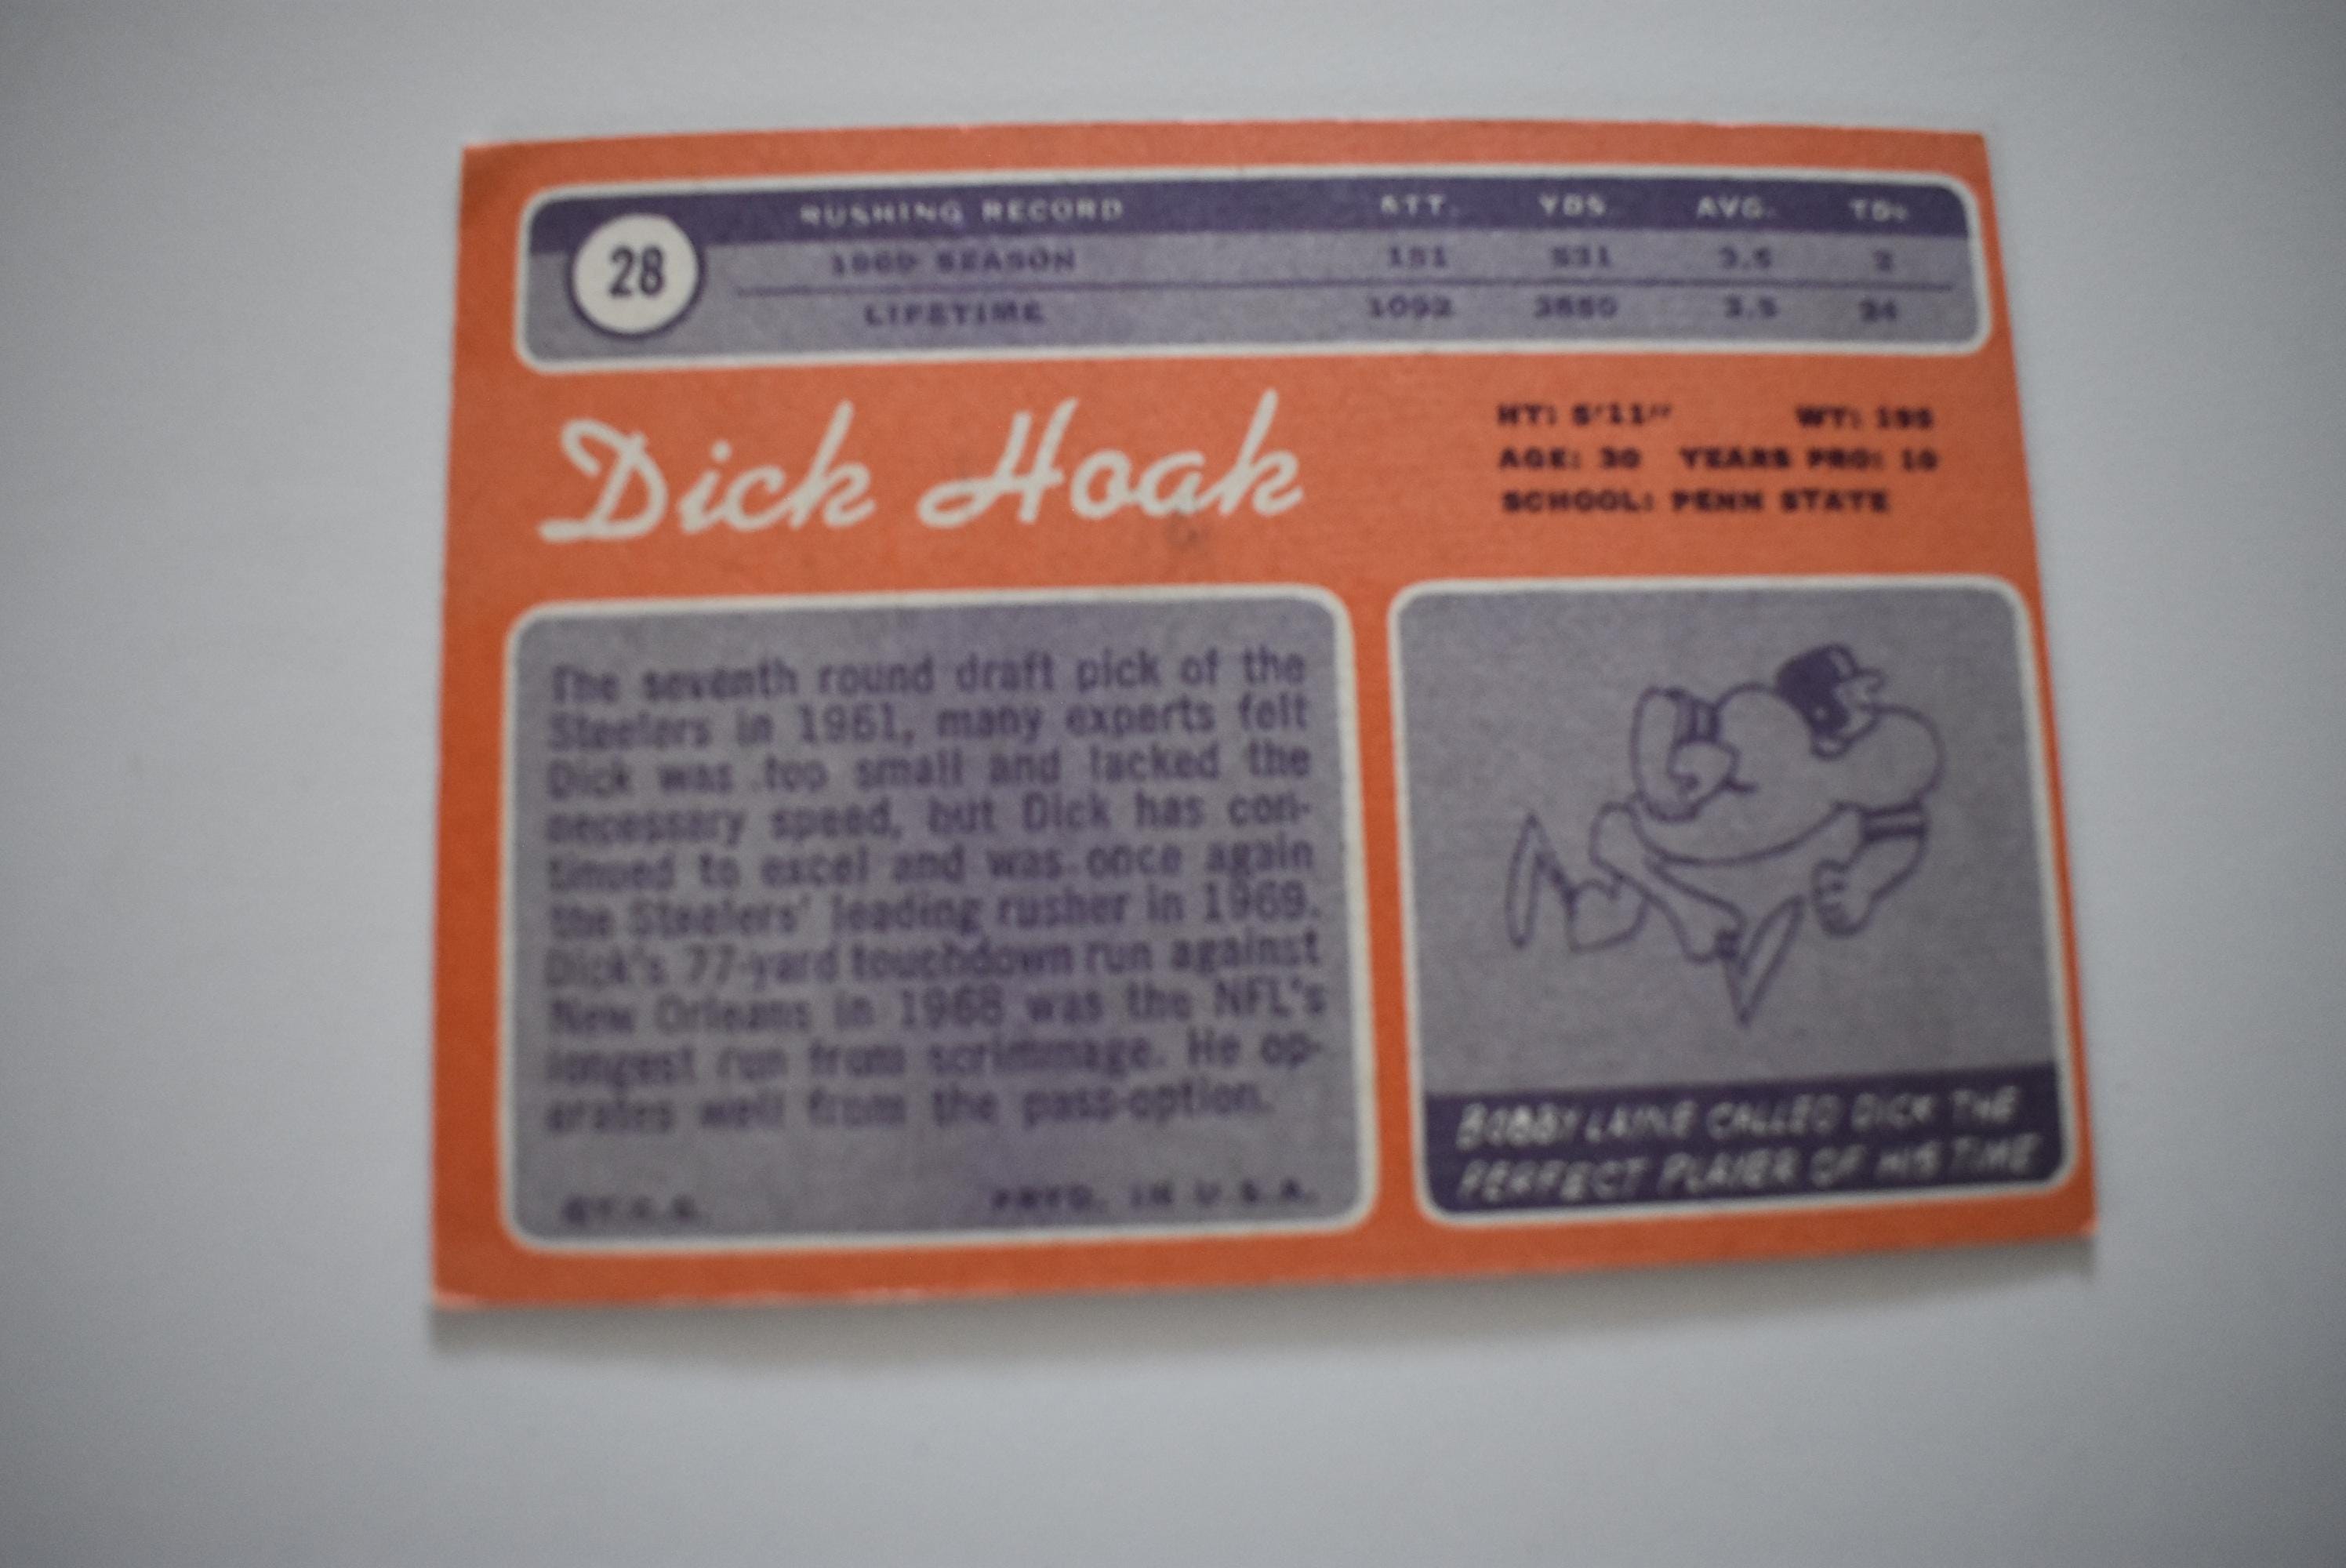 RUSHING RECORD ATT. YDS. AVG. TDs
28
1969 SEASON 151 531 3.5 2
LIFETIME 1092 3.5 24
Dick Hoak
HT: 5'11" WT: 195
AGE: 30 YEARS PRO: 10
SCHOOL: PENN STATE
The seventh round draft pick of the
Steelers in 1961, many experts felt
Dick was too small and lacked the
necessary speed, but Dick has con-
tinued to excel and was once again
the Steelers' leading rusher in 1969.
Dick's 77-yard touchdown run against
New Orleans in 1968 was the NFL's
longest run from scrimmage. He op-
erates well from the pass-option.
©T.C.G. PRTD. IN U.S.A.
BOBBY LAYNE CALLED DICK THE
PERFECT PLAYER OF HIS TIME